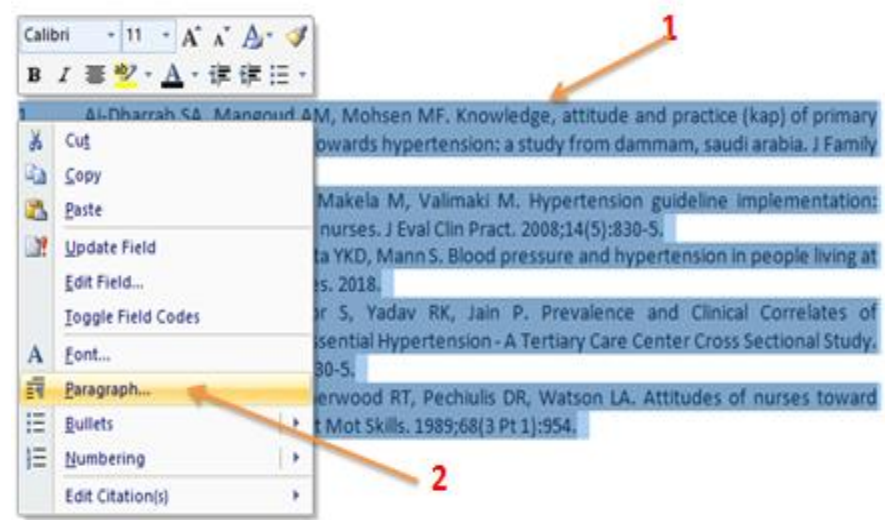 Calibri 11 A A A
B I A
1
1 Al-Dharrab SA, Mangoud AM, Mohsen MF. Knowledge, attitude and practice (kap) of primary
owards hypertension: a study from dammam, saudi arabia. J Family
Makela M, Valimaki M. Hypertension guideline implementation:
nurses. J Eval Clin Pract. 2008;14(5):830-5.
ta YKD, Mann S. Blood pressure and hypertension in people living at
es. 2018.
or S, Yadav RK, Jain P. Prevalence and Clinical Correlates of
ssential Hypertension - A Tertiary Care Center Cross Sectional Study.
30-5.
erwood RT, Pechiulis DR, Watson LA. Attitudes of nurses toward
t Mot Skills. 1989;68(3 Pt 1):954.
Cut
Copy
Paste
Update Field
Edit Field...
Toggle Field Codes
A Font...
Paragraph...
Bullets
Numbering
Edit Citation(s)
2